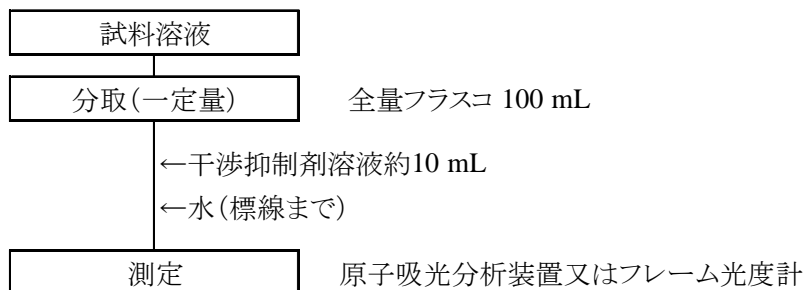 試料溶液
分取(一定量) 全量フラスコ 100 mL
←干渉抑制剤溶液約10 mL
←水(標線まで)
測定 原子吸光分析装置又はフレーム光度計